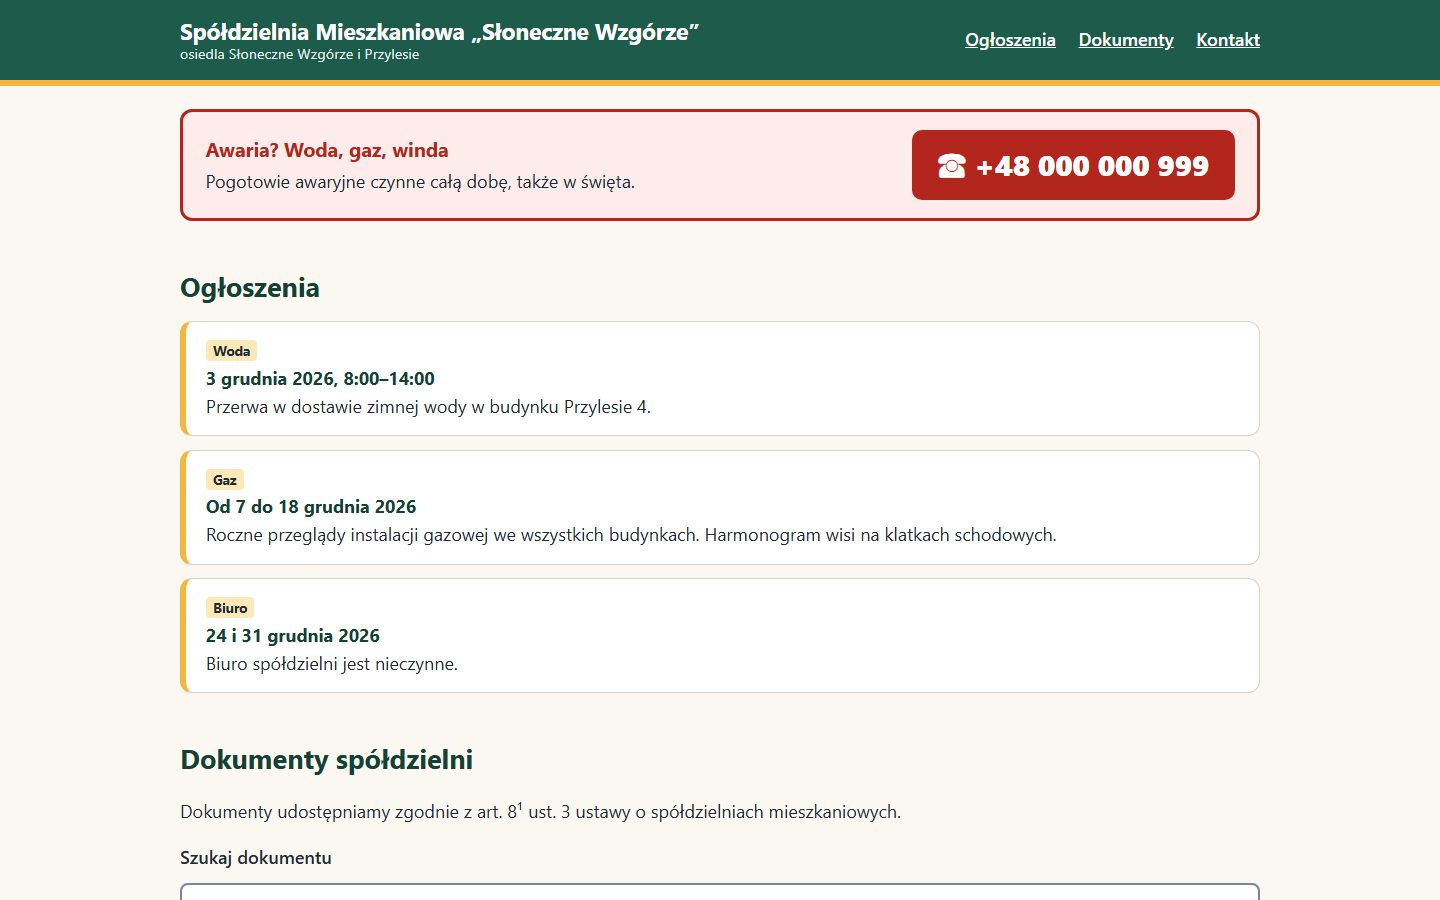 Spółdzielnia Mieszkaniowa „Słoneczne Wzgórze”
osiedla Słoneczne Wzgórze i Przylesie
Ogłoszenia Dokumenty Kontakt
Awaria? Woda, gaz, winda
Pogotowie awaryjne czynne całą dobę, także w święta.
☎ +48 000 000 999
Ogłoszenia
Woda
3 grudnia 2026, 8:00–14:00
Przerwa w dostawie zimnej wody w budynku Przylesie 4.
Gaz
Od 7 do 18 grudnia 2026
Roczne przeglądy instalacji gazowej we wszystkich budynkach. Harmonogram wisi na klatkach schodowych.
Biuro
24 i 31 grudnia 2026
Biuro spółdzielni jest nieczynne.
Dokumenty spółdzielni
Dokumenty udostępniamy zgodnie z art. 8¹ ust. 3 ustawy o spółdzielniach mieszkaniowych.
Szukaj dokumentu